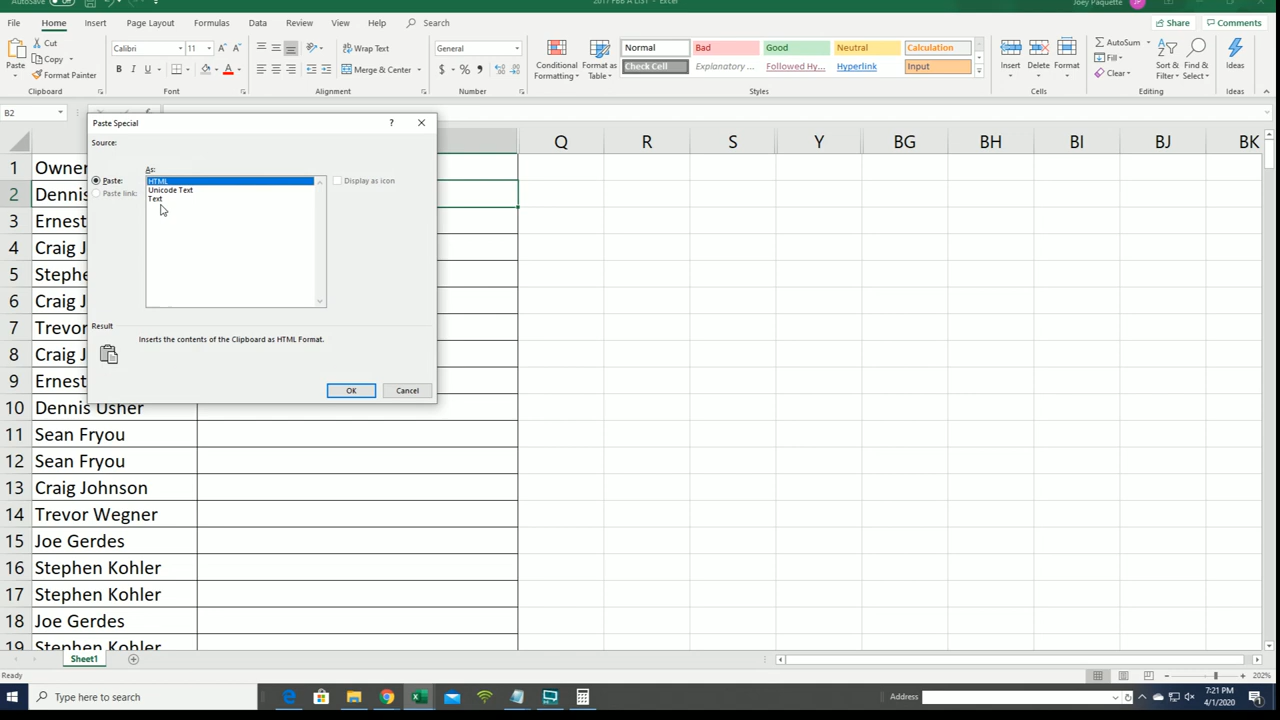 AutoSave
2017 FBB A LIST - Excel
Joey Paquette
JP
File Home Insert Page Layout Formulas Data Review View Help Search
Share Comments
Paste
Cut
Copy
Format Painter
Calibri 11
B I U
A A
Wrap Text
Merge & Center
General
$ % ,
Conditional Formatting
Format as Table
Normal Bad Good Neutral Calculation
Check Cell Explanatory ... Followed Hy... Hyperlink Input
Insert Delete Format
AutoSum
Fill
Clear
Sort & Filter
Find & Select
Ideas
Clipboard Font Alignment Number Styles Cells Editing Ideas
B2
Paste Special ?
Source:
As:
Paste:
Paste link:
HTML
Unicode Text
Text
Display as icon
Result
Inserts the contents of the Clipboard as HTML Format.
OK Cancel
Q R S Y BG BH BI BJ BK
1 Owner
2 Dennis
3 Ernest
4 Craig J
5 Stephe
6 Craig J
7 Trevor
8 Craig J
9 Ernest
10 Dennis Usher
11 Sean Fryou
12 Sean Fryou
13 Craig Johnson
14 Trevor Wegner
15 Joe Gerdes
16 Stephen Kohler
17 Stephen Kohler
18 Joe Gerdes
19 Stephen Kohler
Sheet1
Ready
202%
Type here to search
Address
7:21 PM
4/1/2020